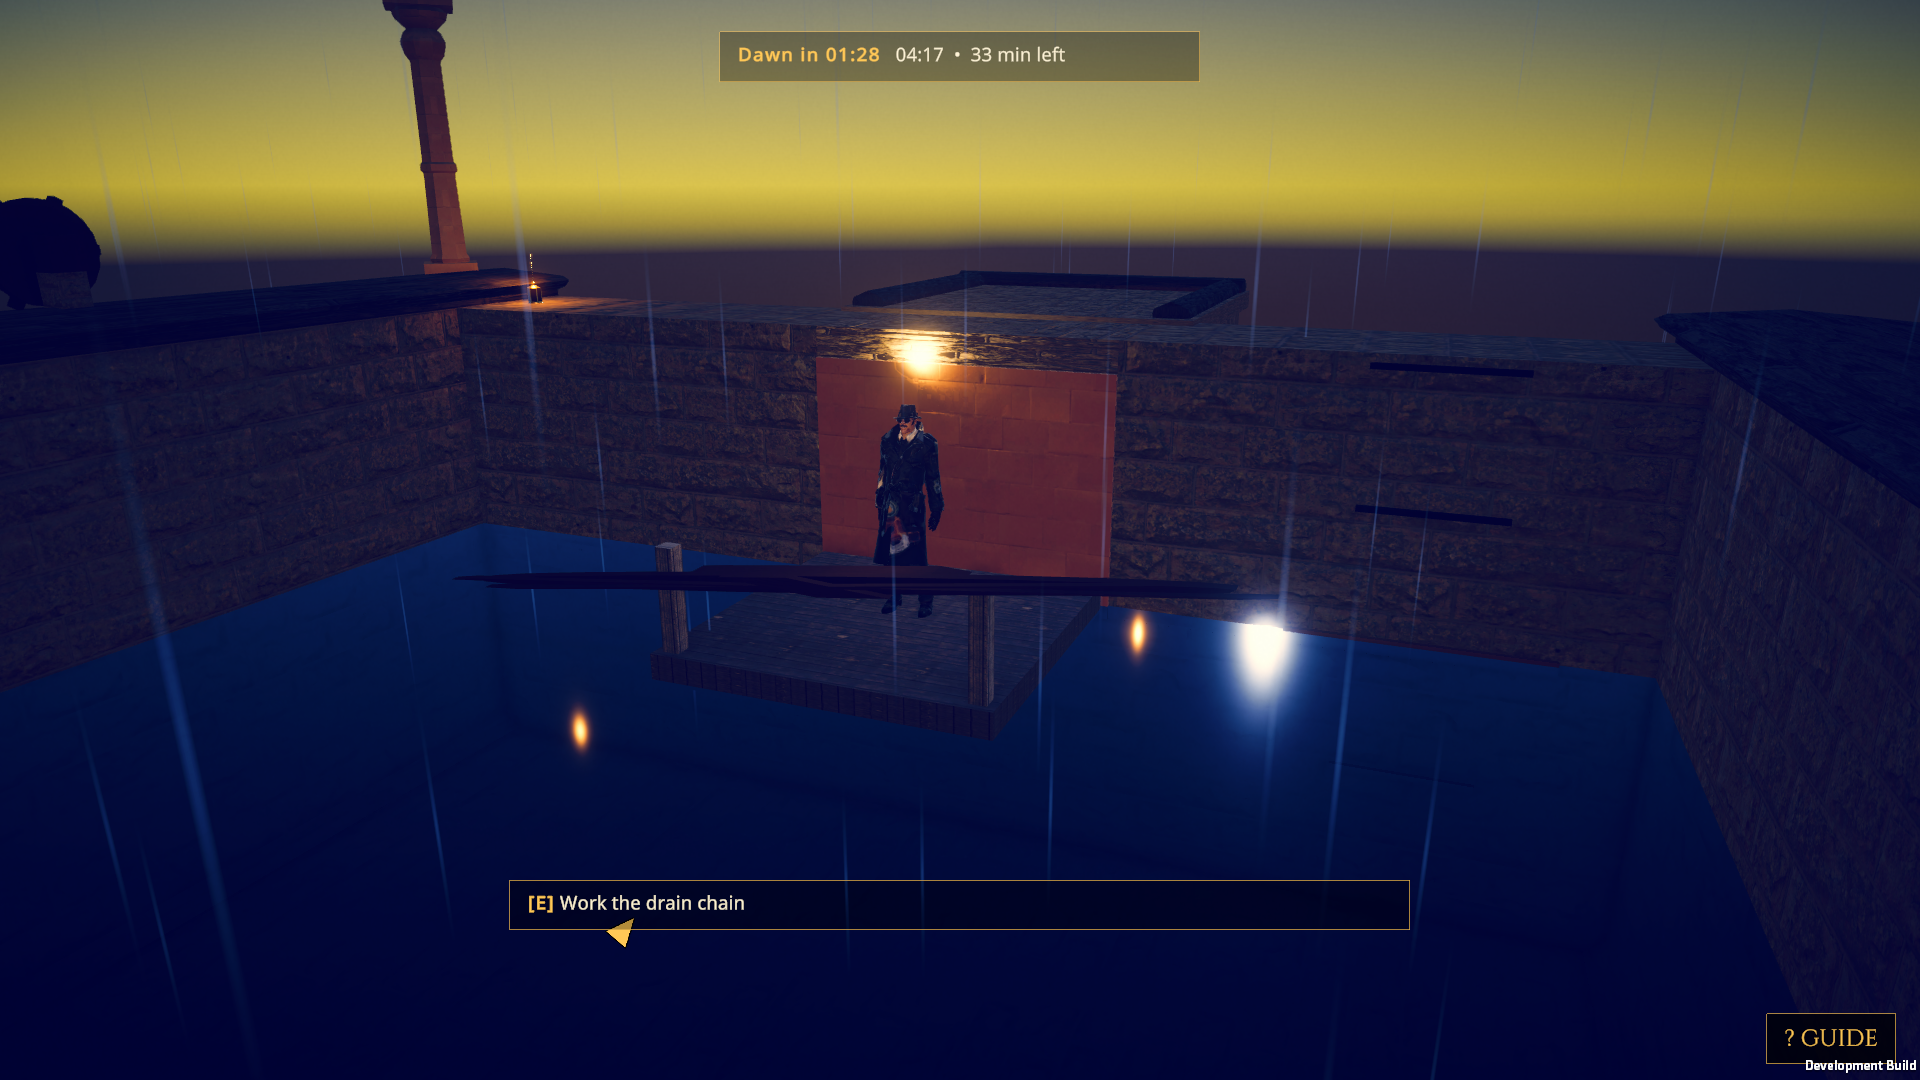 Dawn in 01:28 04:17 • 33 min left
[E] Work the drain chain
? GUIDE
Development Build